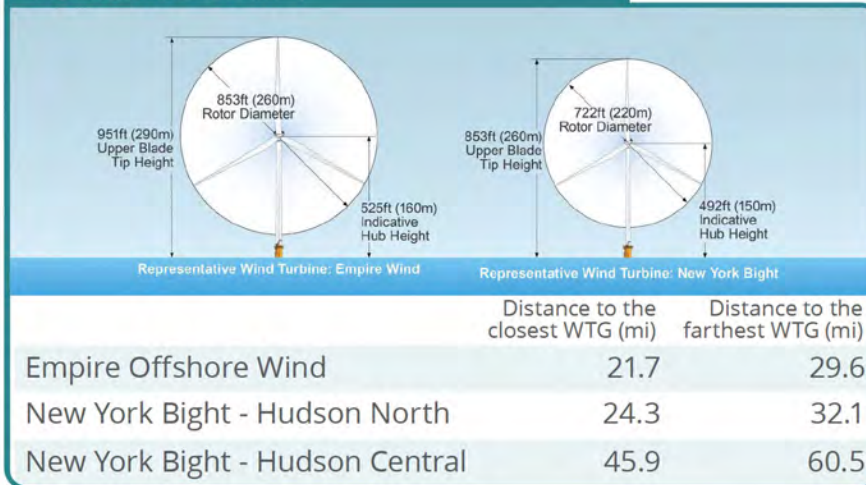 853ft (260m)
Rotor Diameter
951ft (290m)
Upper Blade
Tip Height
525ft (160m)
Indicative
Hub Height
Representative Wind Turbine: Empire Wind
722ft (220m)
Rotor Diameter
853ft (260m)
Upper Blade
Tip Height
492ft (150m)
Indicative
Hub Height
Representative Wind Turbine: New York Bight
Distance to the closest WTG (mi) Distance to the farthest WTG (mi)
Empire Offshore Wind 21.7 29.6
New York Bight - Hudson North 24.3 32.1
New York Bight - Hudson Central 45.9 60.5